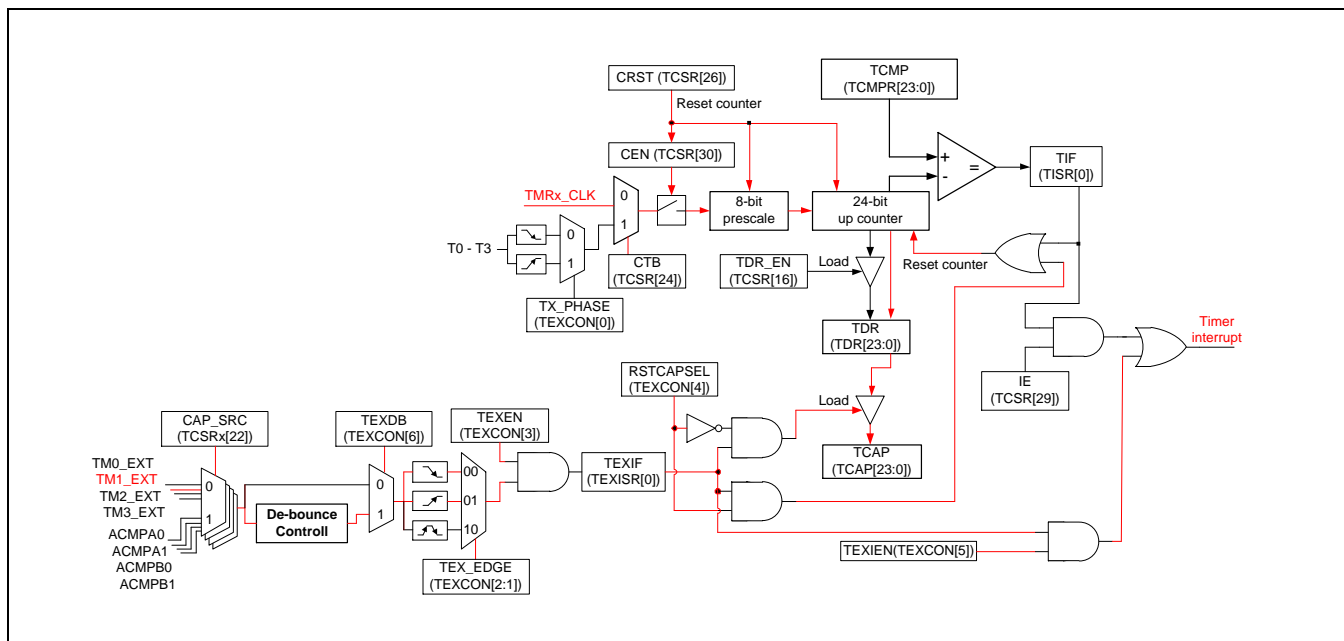 CRST (TCSR[26])
Reset counter
CEN (TCSR[30])
TMRx_CLK
0
1
T0 - T3
0
1
CTB
(TCSR[24])
TX_PHASE
(TEXCON[0])
8-bit
prescale
24-bit
up counter
TCMP
(TCMPR[23:0])
+
-
=
TIF
(TISR[0])
Reset counter
TDR_EN
(TCSR[16])
Load
TDR
(TDR[23:0])
IE
(TCSR[29])
Timer
interrupt
RSTCAPSEL
(TEXCON[4])
Load
TCAP
(TCAP[23:0])
CAP_SRC
(TCSRx[22])
TM0_EXT
TM1_EXT
TM2_EXT
TM3_EXT
ACMPA0
ACMPA1
ACMPB0
ACMPB1
0
1
De-bounce
Controll
TEXDB
(TEXCON[6])
0
1
00
01
10
TEX_EDGE
(TEXCON[2:1])
TEXEN
(TEXCON[3])
TEXIF
(TEXISR[0])
TEXIEN(TEXCON[5])